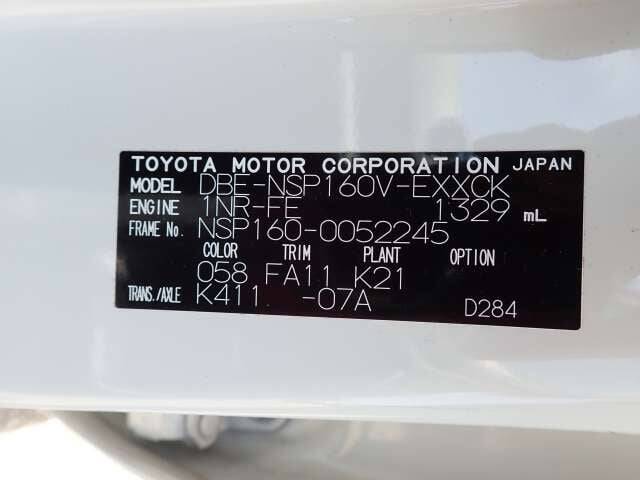 TOYOTA MOTOR CORPORATION JAPAN
MODEL DBE-NSP160V-EXXCK
ENGINE 1NR-FE 1329 mL
FRAME No. NSP160-0052245
COLOR TRIM PLANT OPTION
058 FA11 K21
TRANS./AXLE K411 -07A
D284